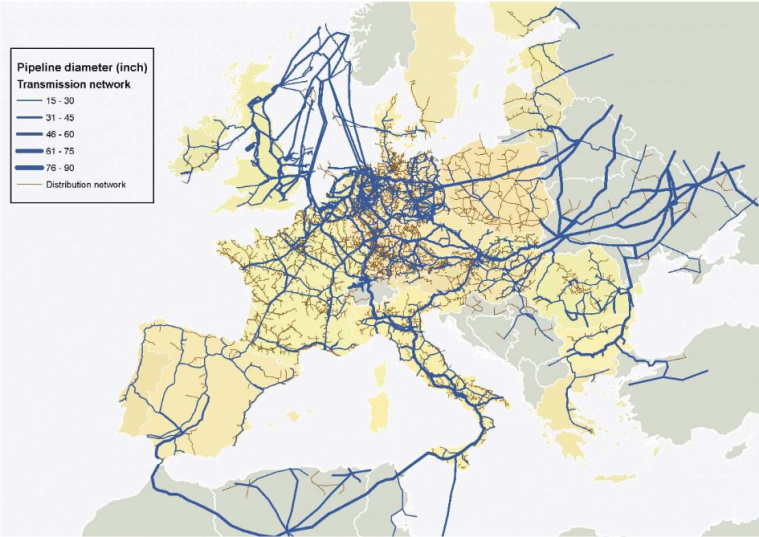 Pipeline diameter (inch)
Transmission network
15 - 30
31 - 45
46 - 60
61 - 75
76 - 90
Distribution network